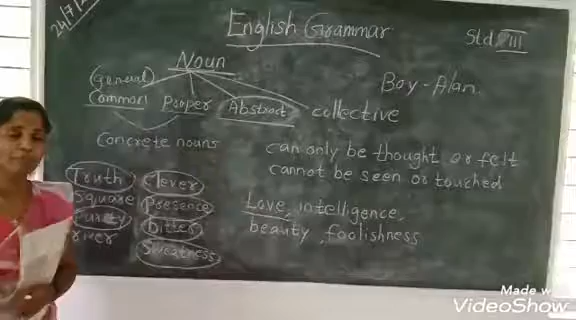 24/7/
English Grammar
Std. VIII
Noun
(General)
Common Proper Abstract collective
Boy - Alan
Concrete nouns
can only be thought or felt
cannot be seen or touched
Truth Clever
Square Presence
Purety Bitter
river Sweatness
Love, intelligence,
beauty, foolishness
Made w
VideoShow